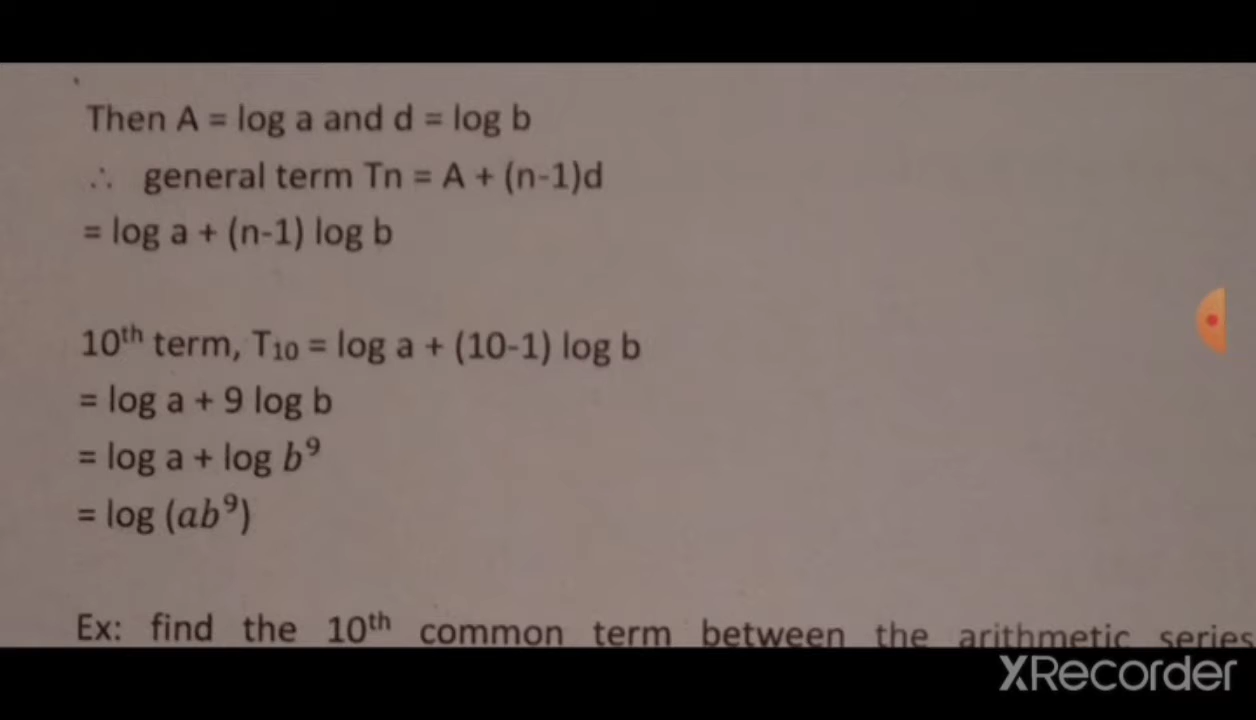 Then A = log a and d = log b
∴ general term Tn = A + (n-1)d
= log a + (n-1) log b
10ᵗʰ term, T₁₀ = log a + (10-1) log b
= log a + 9 log b
= log a + log b⁹
= log (ab⁹)
Ex: find the 10ᵗʰ common term between the arithmetic series
XRecorder